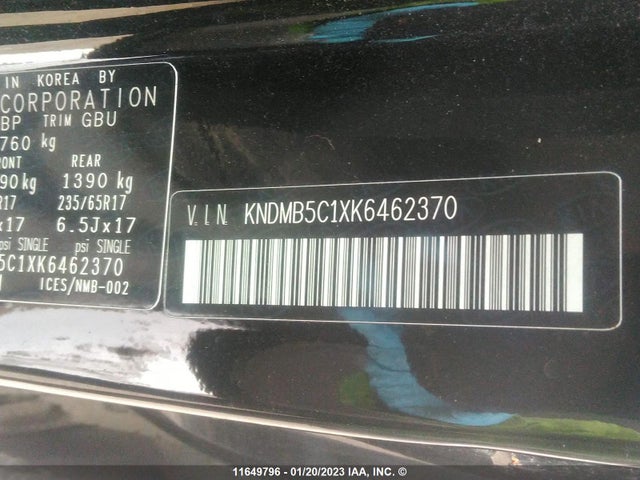 IN KOREA BY
CORPORATION
BP TRIM GBU
760 kg
RONT REAR
90kg 1390 kg
R17 235/65R17
x17 6.5Jx17
psi SINGLE psi SINGLE
5C1XK6462370
ICES/NMB-002
V.I.N. KNDMB5C1XK6462370
11649796 - 01/20/2023 IAA, INC. ©